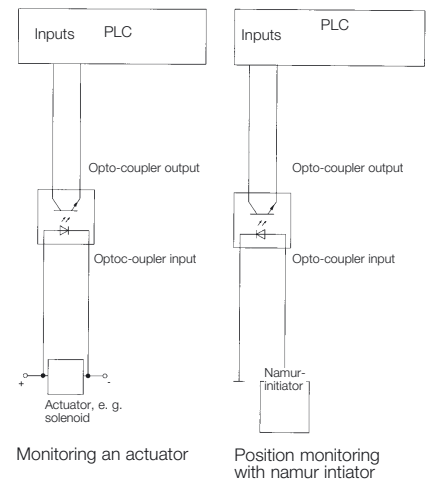 Inputs PLC
Opto-coupler output
Optoc-oupler input
+ -
Actuator, e. g.
solenoid
Monitoring an actuator
Inputs PLC
Opto-coupler output
Opto-coupler input
Namur-
initiator
Position monitoring
with namur intiator